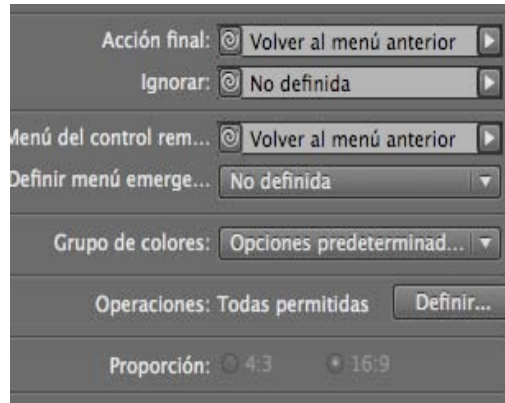 Acción final: Volver al menú anterior
Ignorar: No definida
Menú del control rem... Volver al menú anterior
Definir menú emerge... No definida
Grupo de colores: Opciones predeterminad...
Operaciones: Todas permitidas Definir...
Proporción: 4:3 16:9